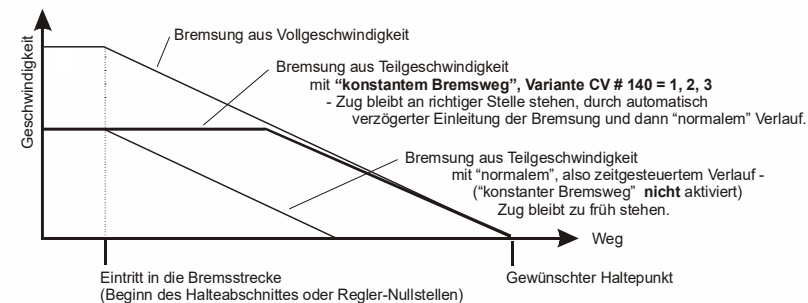 Bremsung aus Vollgeschwindigkeit
Bremsung aus Teilgeschwindigkeit
mit “konstantem Bremsweg”, Variante CV # 140 = 1, 2, 3
- Zug bleibt an richtiger Stelle stehen, durch automatisch
verzögerter Einleitung der Bremsung und dann “normalem” Verlauf.
Geschwindigkeit
Bremsung aus Teilgeschwindigkeit
mit “normalem”, also zeitgesteuertem Verlauf -
(“konstanter Bremsweg” nicht aktiviert)
Zug bleibt zu früh stehen.
Weg
Eintritt in die Bremsstrecke
(Beginn des Halteabschnittes oder Regler-Nullstellen)
Gewünschter Haltepunkt